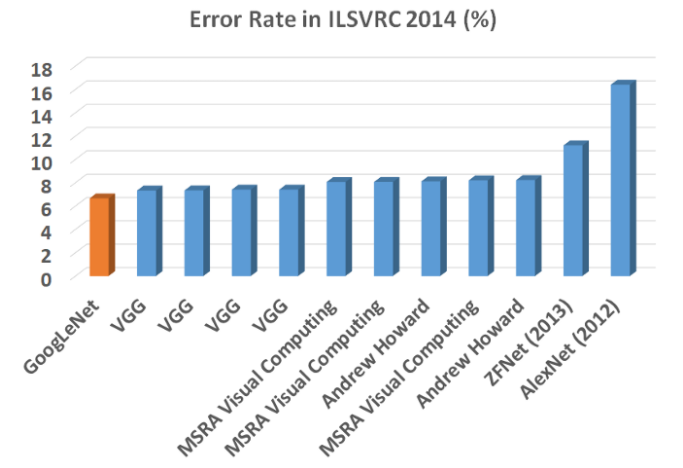 Error Rate in ILSVRC 2014 (%)
18
16
14
12
10
8
6
4
2
0
GoogLeNet
VGG
VGG
VGG
VGG
MSRA Visual Computing
MSRA Visual Computing
Andrew Howard
MSRA Visual Computing
Andrew Howard
ZFNet (2013)
AlexNet (2012)